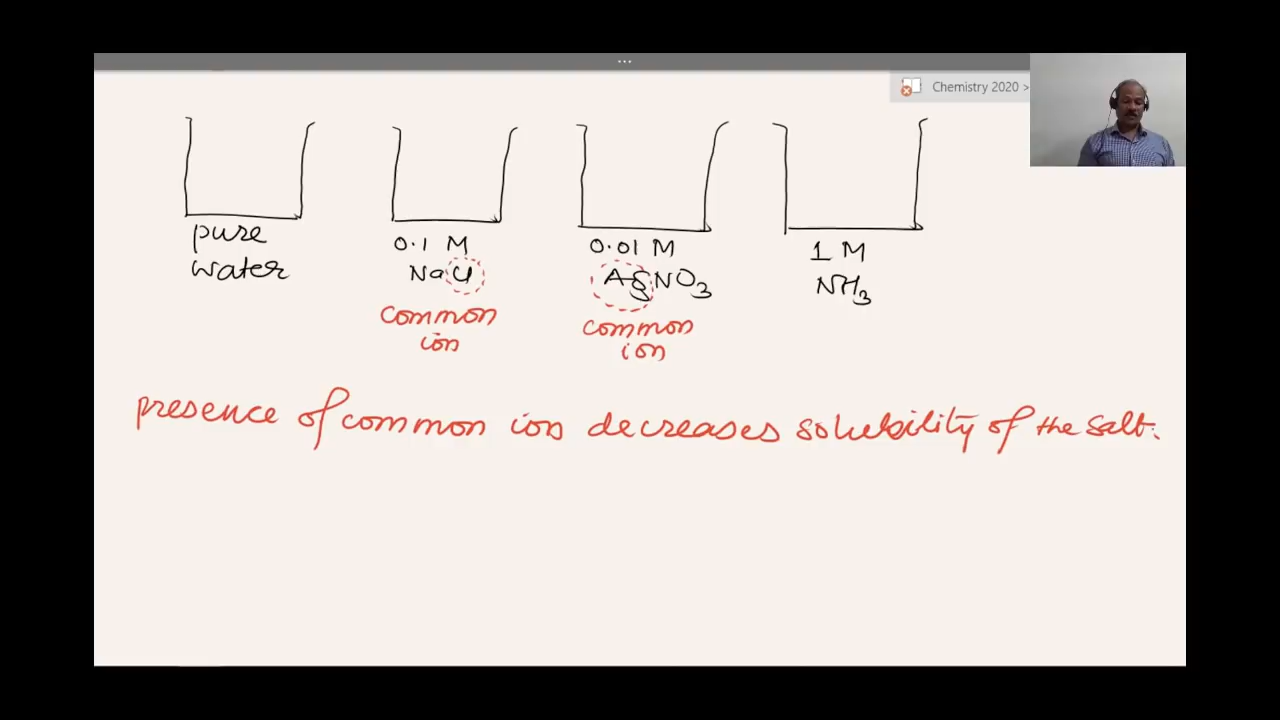 ...
Chemistry 2020 >
pure
water
0.1 M
NaCl
common
ion
0.01 M
AgNO3
common
ion
1 M
NH3
presence of common ion decreases solubility of the salt.